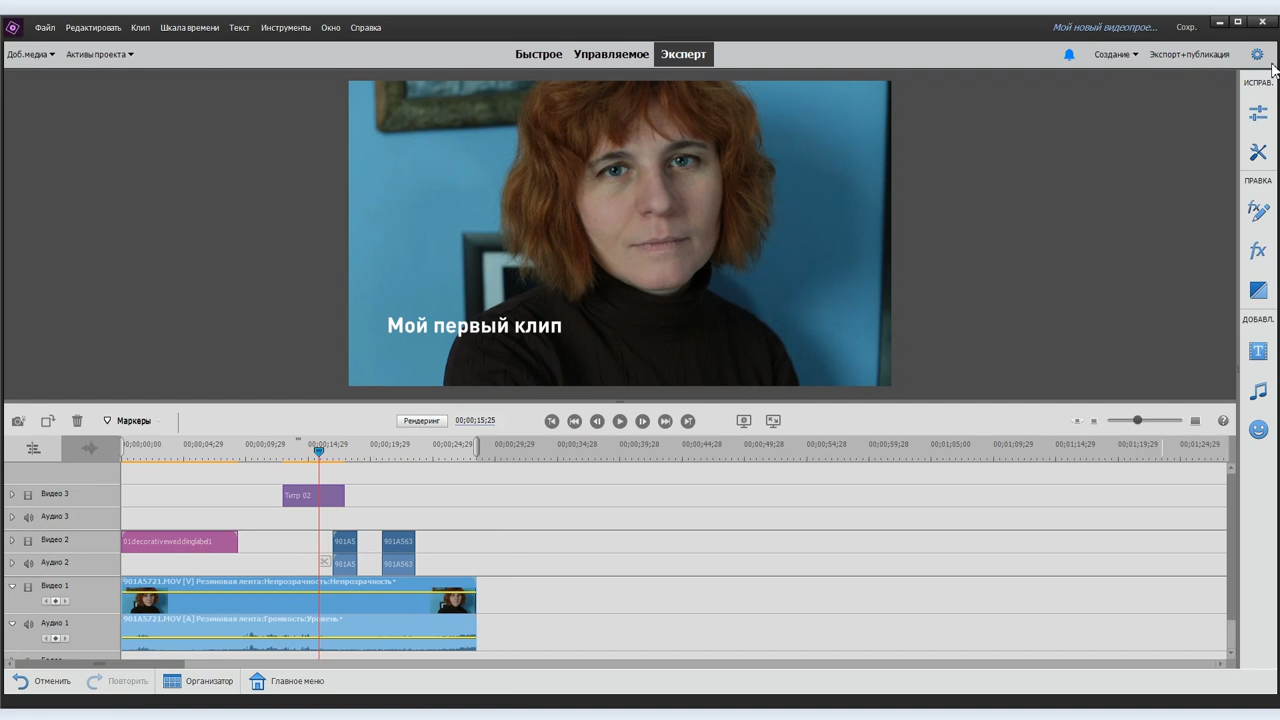 Файл Редактировать Клип Шкала времени Текст Инструменты Окно Справка Мой новый видеопрое... Сохр.
Доб.медиа Активы проекта Быстрое Управляемое Эксперт Создание Экспорт+публикация
ИСПРАВ.
ПРАВКА
ДОБАВЛ.
Мой первый клип
Маркеры Рендеринг 00;00;15;25
00;00;00;00 00;00;04;29 00;00;09;29 00;00;14;29 00;00;19;29 00;00;24;29 00;00;29;29 00;00;34;28 00;00;39;28 00;00;44;28 00;00;49;28 00;00;54;28 00;00;59;28 00;01;05;00 00;01;09;29 00;01;14;29 00;01;19;29 00;01;24;29
Видео 3 Титр 02
Аудио 3
Видео 2 01decorativeweddinglabel1 901A5 901A563
Аудио 2 901A5 901A563
Видео 1 901A5721.MOV [V] Резиновая лента:Непрозрачность:Непрозрачность
Аудио 1 901A5721.MOV [A] Резиновая лента:Громкость:Уровень
Отменить Повторить Организатор Главное меню